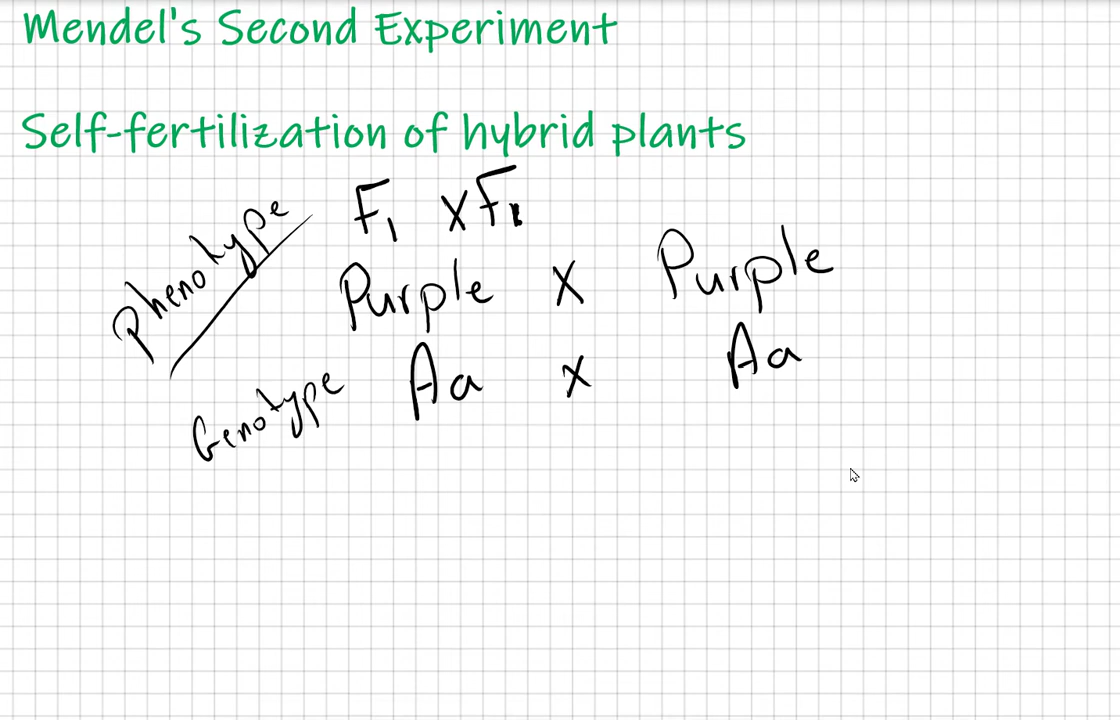 Mendel's Second Experiment
Self-fertilization of hybrid plants
F1 x F1
Phenotype Purple x Purple
Genotype Aa x Aa